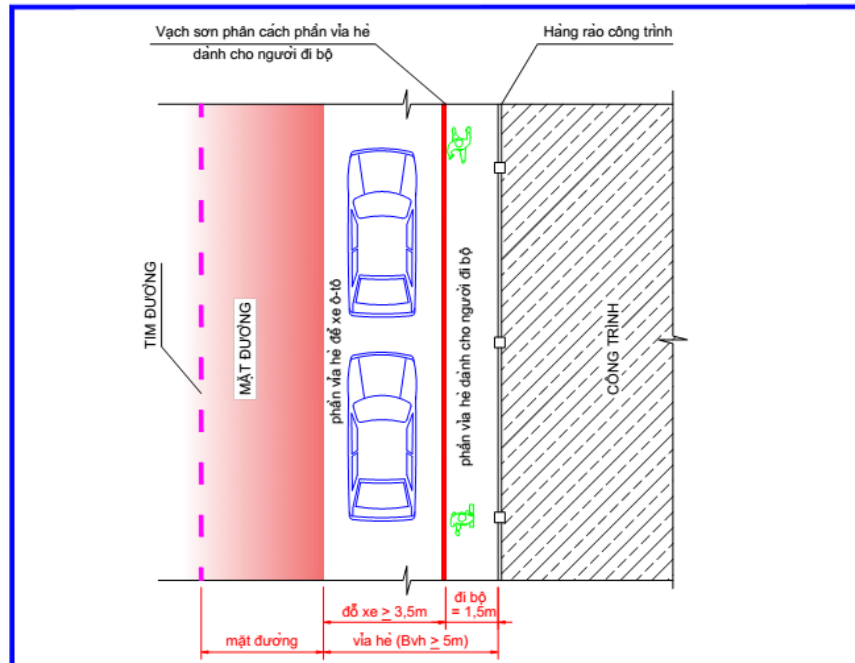 Vạch sơn phân cách phần vỉa hè
dành cho người đi bộ
Hàng rào công trình
TIM ĐƯỜNG
MẶT ĐƯỜNG
phần vỉa hè để xe ô-tô
phần vỉa hè dành cho người đi bộ
CÔNG TRÌNH
đỗ xe ≥ 3,5m
đi bộ
= 1,5m
mặt đường
vỉa hè (Bvh ≥ 5m)